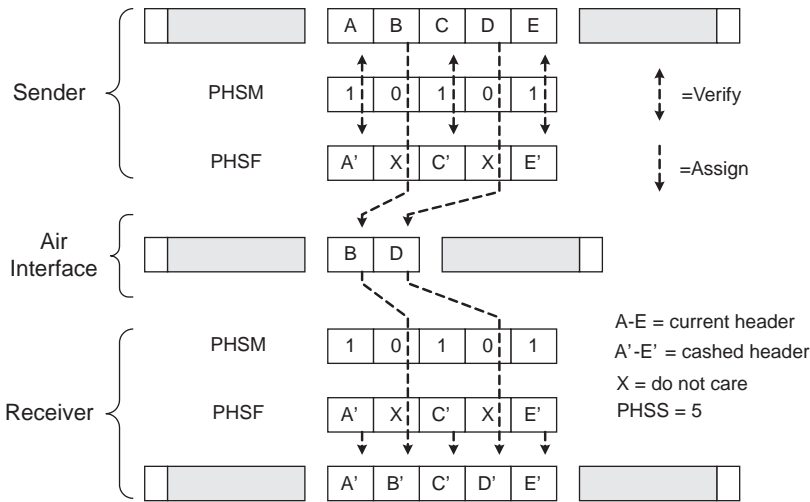 A B C D E
Sender
PHSM
1 0 1 0 1
=Verify
PHSF
A' X C' X E'
=Assign
Air
Interface
B D
A-E = current header
PHSM
1 0 1 0 1
A'-E' = cashed header
X = do not care
Receiver
PHSF
A' X C' X E'
PHSS = 5
A' B' C' D' E'